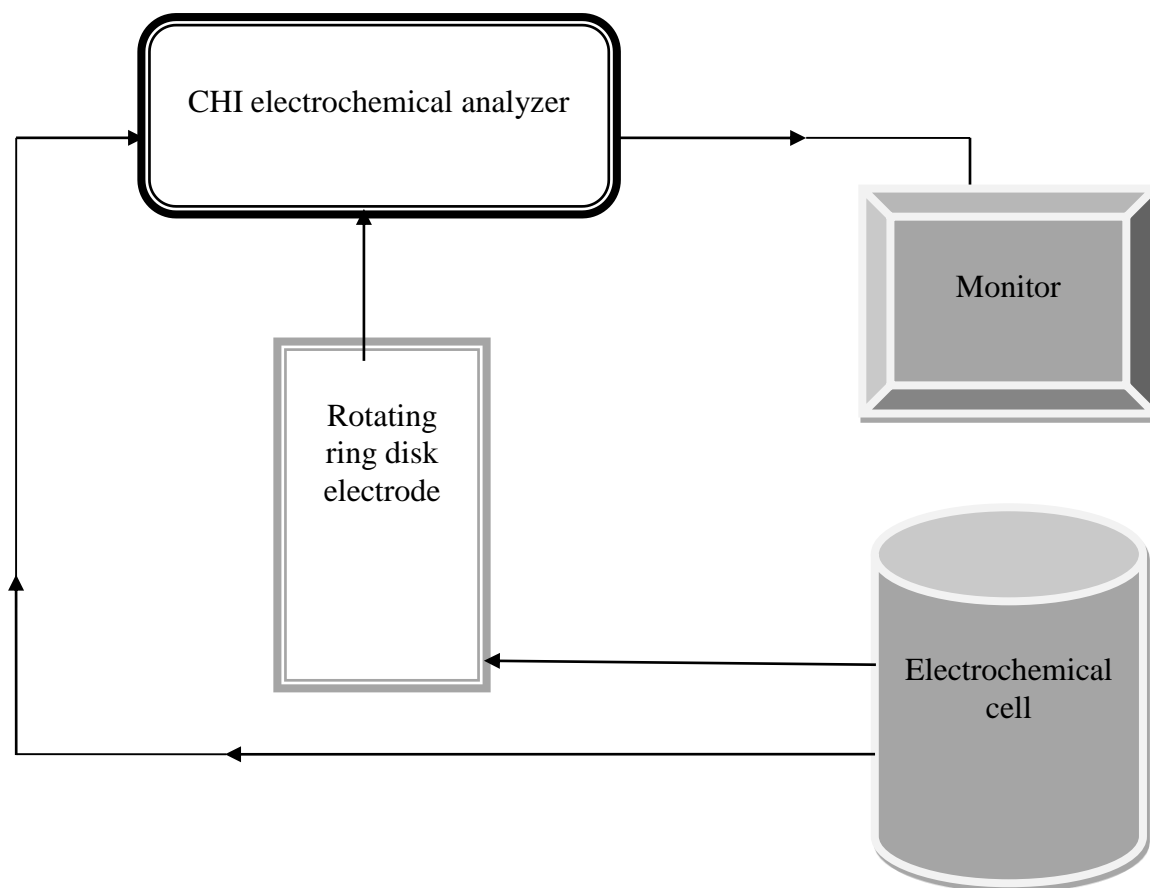 CHI electrochemical analyzer
Monitor
Rotating
ring disk
electrode
Electrochemical
cell